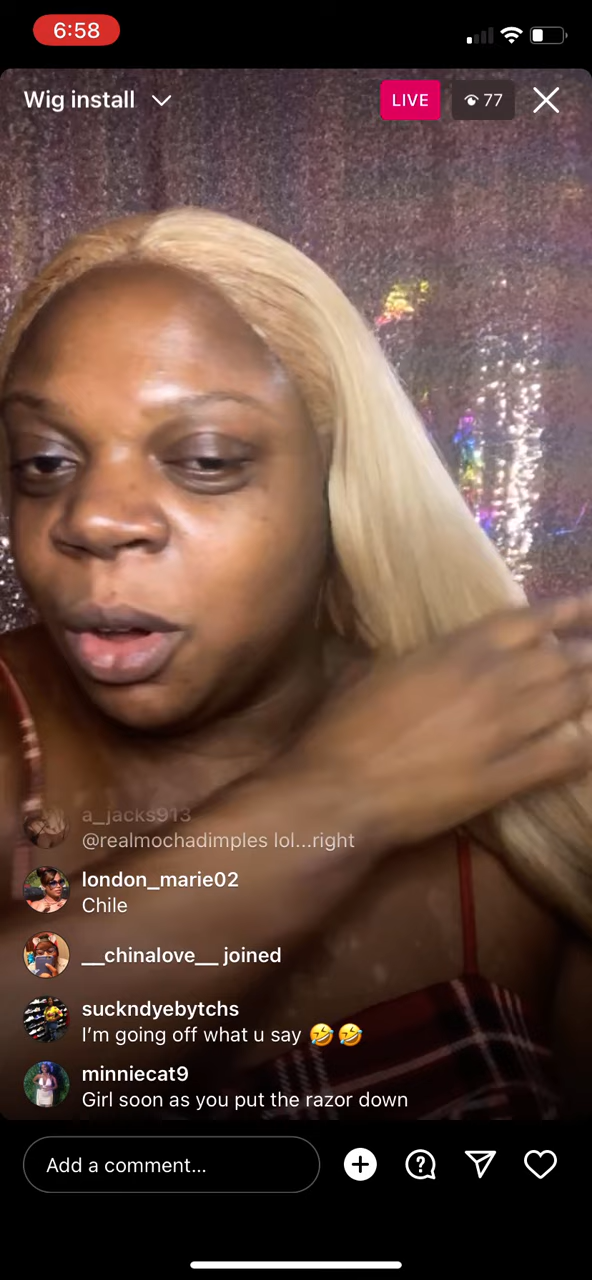 6:58
Wig install
LIVE
77
a_jacks913
@realmochadimples lol...right
london_marie02
Chile
__chinalove__ joined
suckndyebytchs
I’m going off what u say 🤣🤣
minniecat9
Girl soon as you put the razor down
Add a comment...